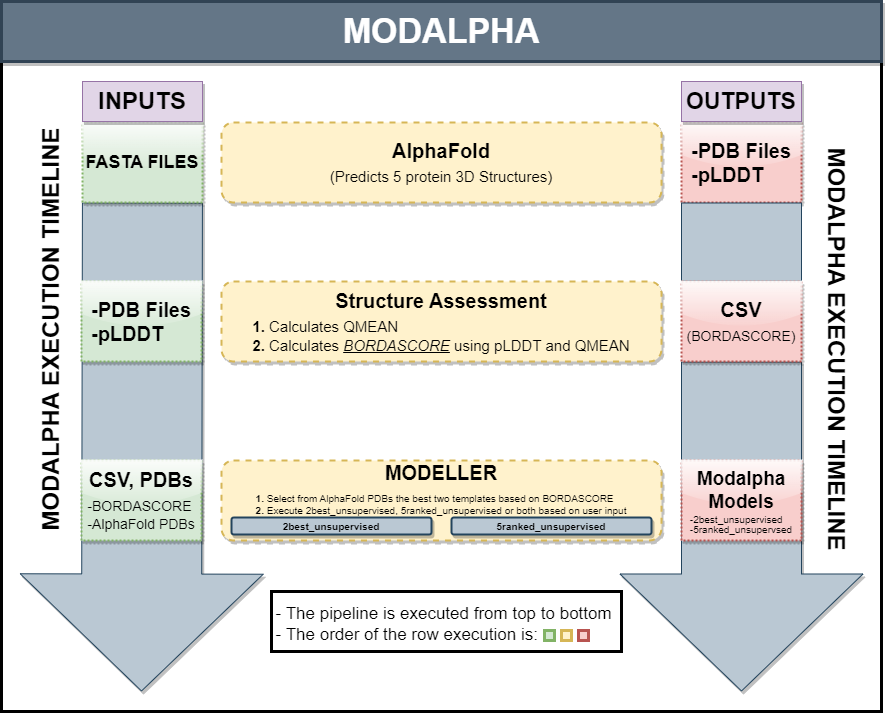 MODALPHA
INPUTS
OUTPUTS
MODALPHA EXECUTION TIMELINE
FASTA FILES
AlphaFold
(Predicts 5 protein 3D Structures)
-PDB Files
-pLDDT
-PDB Files
-pLDDT
Structure Assessment
1. Calculates QMEAN
2. Calculates BORDASCORE using pLDDT and QMEAN
CSV
(BORDASCORE)
CSV, PDBs
-BORDASCORE
-AlphaFold PDBs
MODELLER
1. Select from AlphaFold PDBs the best two templates based on BORDASCORE
2. Execute 2best_unsupervised, 5ranked_unsupervised or both based on user input
2best_unsupervised
5ranked_unsupervised
Modalpha
Models
-2best_unsupervised
-5ranked_unsupervsed
MODALPHA EXECUTION TIMELINE
- The pipeline is executed from top to bottom
- The order of the row execution is: